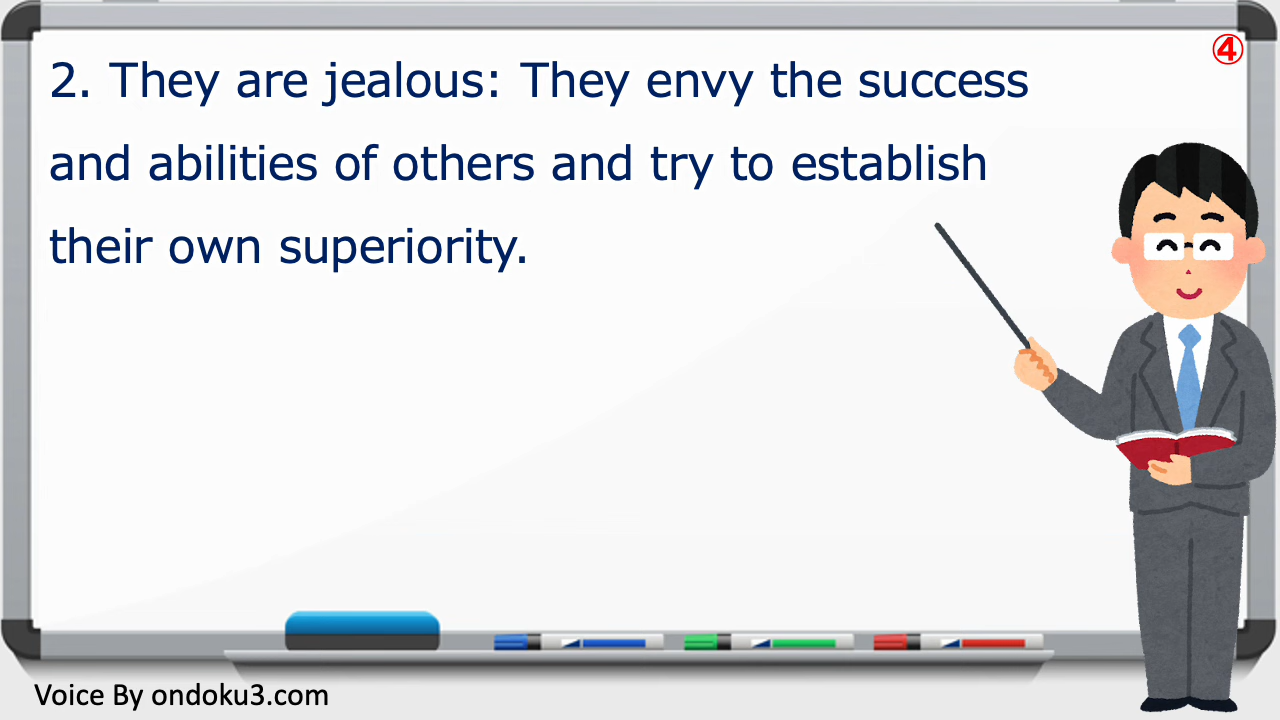 ④
2. They are jealous: They envy the success
and abilities of others and try to establish
their own superiority.
Voice By ondoku3.com